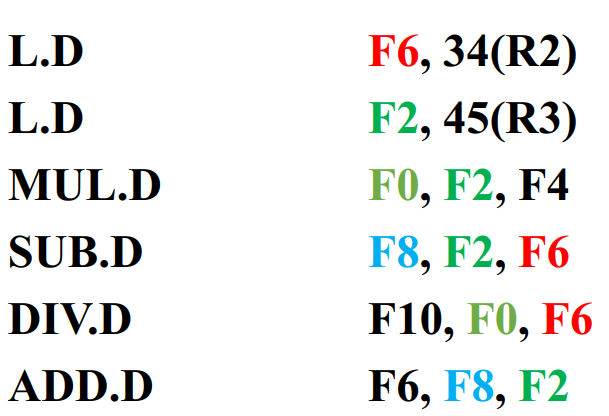 L.D F6, 34(R2)
L.D F2, 45(R3)
MUL.D F0, F2, F4
SUB.D F8, F2, F6
DIV.D F10, F0, F6
ADD.D F6, F8, F2